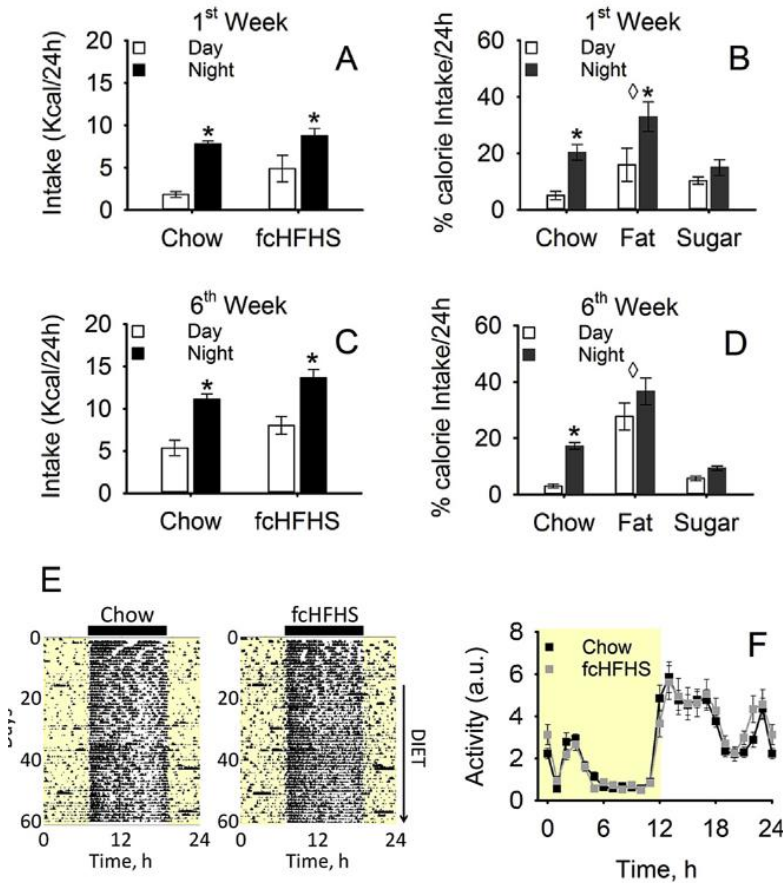 1st Week
Day
Night
A
20
15
10
5
0
Intake (Kcal/24h)
*
*
Chow
fcHFHS
1st Week
Day
Night
B
60
40
20
0
% calorie Intake/24h
*
◊ *
Chow
Fat
Sugar
6th Week
Day
Night
C
20
15
10
5
0
Intake (Kcal/24h)
*
*
Chow
fcHFHS
6th Week
Day
Night
D
60
40
20
0
% calorie Intake/24h
*
◊
Chow
Fat
Sugar
E
Chow
0
20
40
60
0
12
24
Time, h
fcHFHS
0
20
40
60
0
12
24
Time, h
DIET
F
Chow
fcHFHS
8
6
4
2
0
Activity (a.u.)
0
6
12
18
24
Time, h